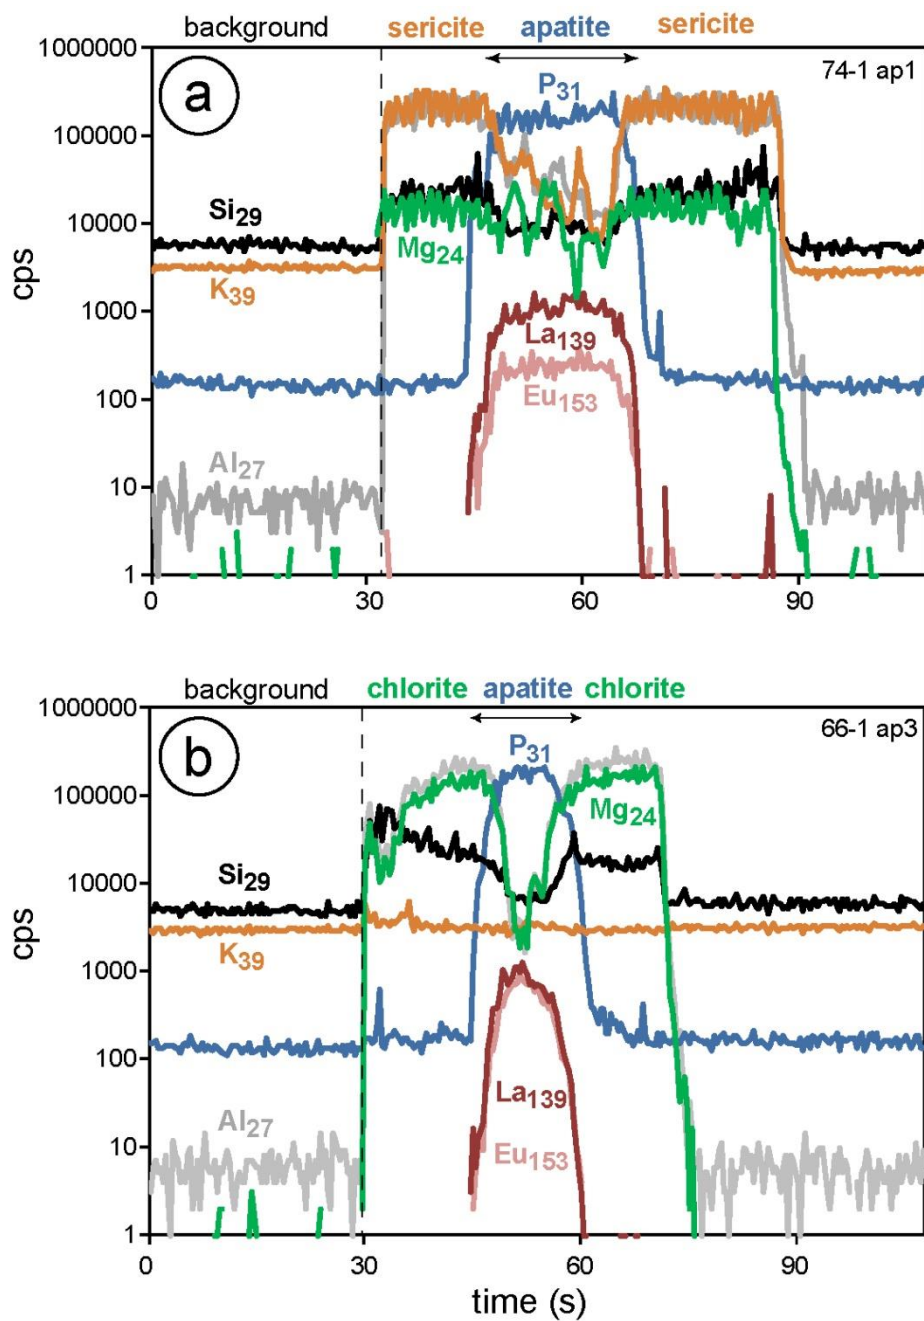 background sericite apatite sericite
1000000
100000
10000
1000
100
10
1
cps
a
74-1 ap1
P31
Si29
Mg24
K39
La139
Eu153
Al27
0 30 60 90
background chlorite apatite chlorite
1000000
100000
10000
1000
100
10
1
cps
b
66-1 ap3
P31
Mg24
Si29
K39
La139
Al27
Eu153
0 30 60 90
time (s)